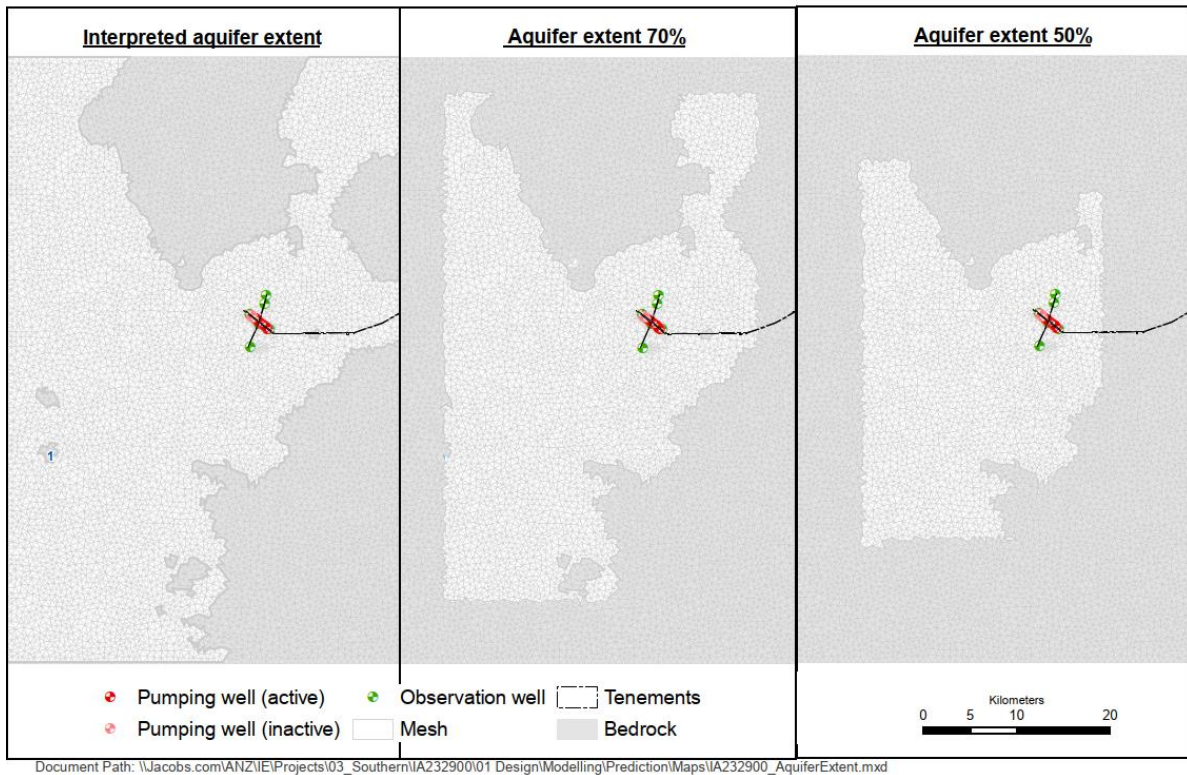 Interpreted aquifer extent
Aquifer extent 70%
Aquifer extent 50%
1
Pumping well (active)
Observation well
Tenements
Pumping well (inactive)
Mesh
Bedrock
Kilometers
0 5 10 20
Document Path: \\Jacobs.com\ANZ\IE\Projects\03_Southern\IA232900\01 Design\Modelling\Prediction\Maps\IA232900_AquiferExtent.mxd